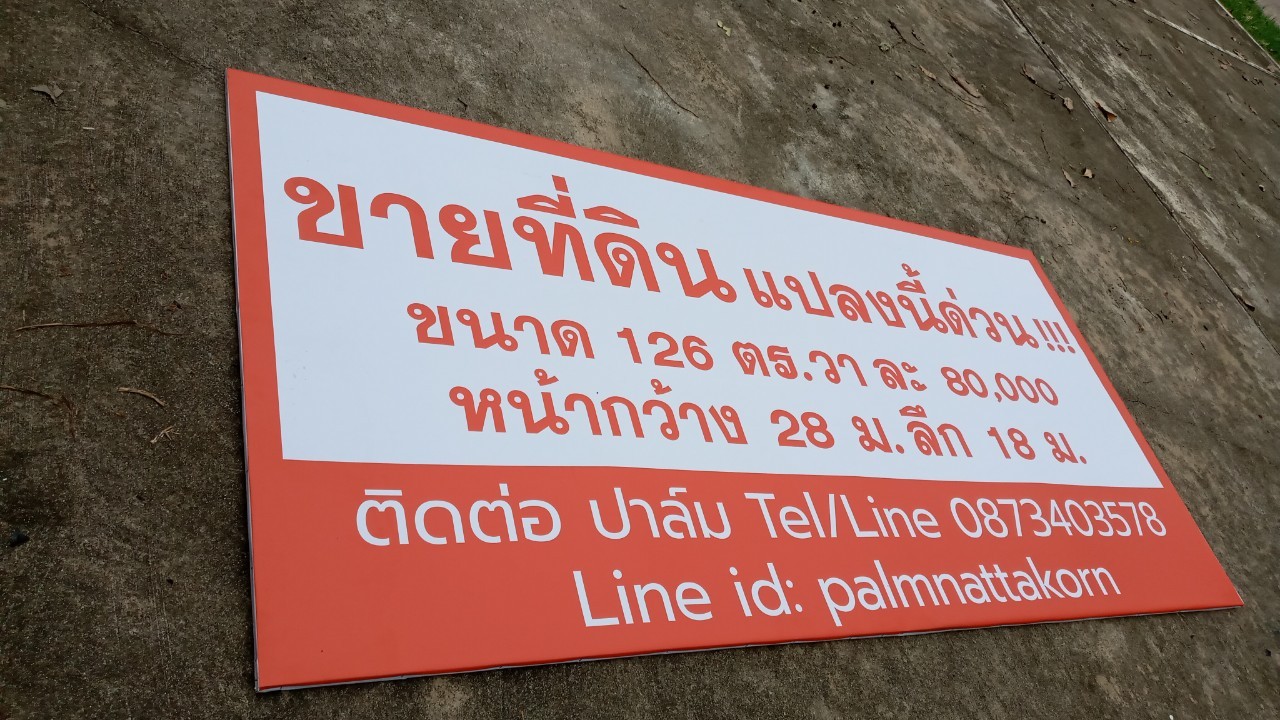 ขายที่ดิน แปลงนี้ด่วน!!!
ขนาด 126 ตร.วา ละ 80,000
หน้ากว้าง 28 ม. ลึก 18 ม.
ติดต่อ ปาล์ม Tel/Line 0873403578
Line id: palmnattakorn